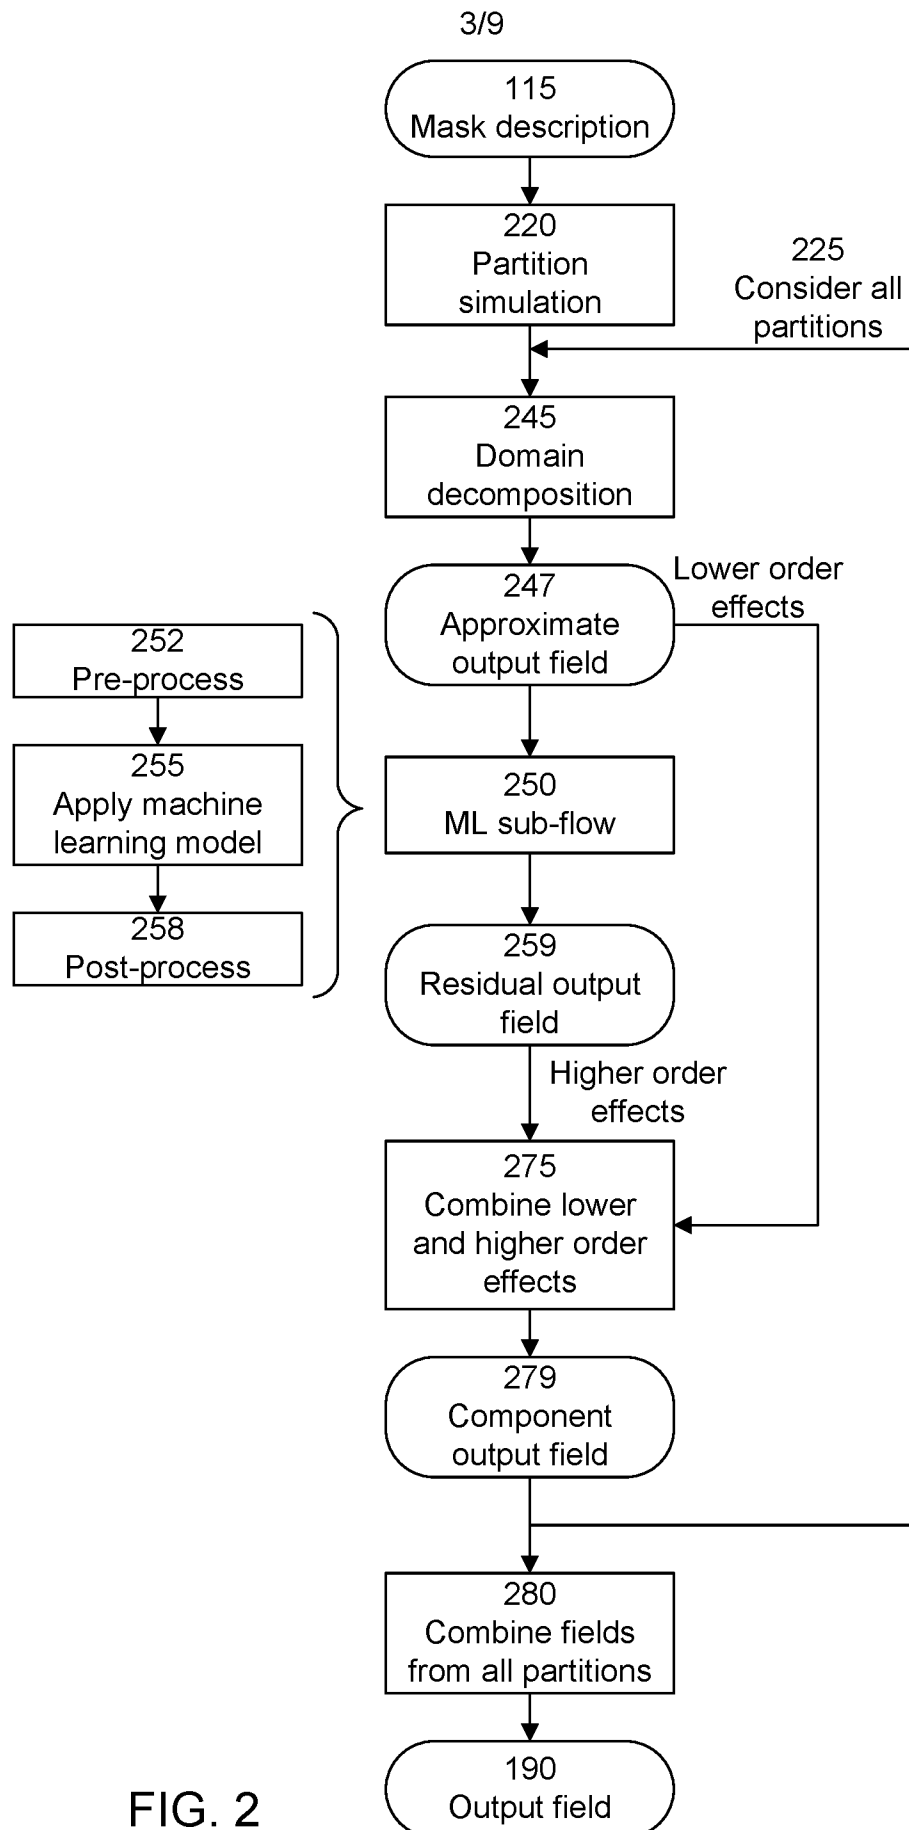 3/9
115
Mask description
220
Partition
simulation
225
Consider all
partitions
245
Domain
decomposition
247
Approximate
output field
Lower order
effects
252
Pre-process
255
Apply machine
learning model
258
Post-process
250
ML sub-flow
259
Residual output
field
Higher order
effects
275
Combine lower
and higher order
effects
279
Component
output field
280
Combine fields
from all partitions
190
Output field
FIG. 2